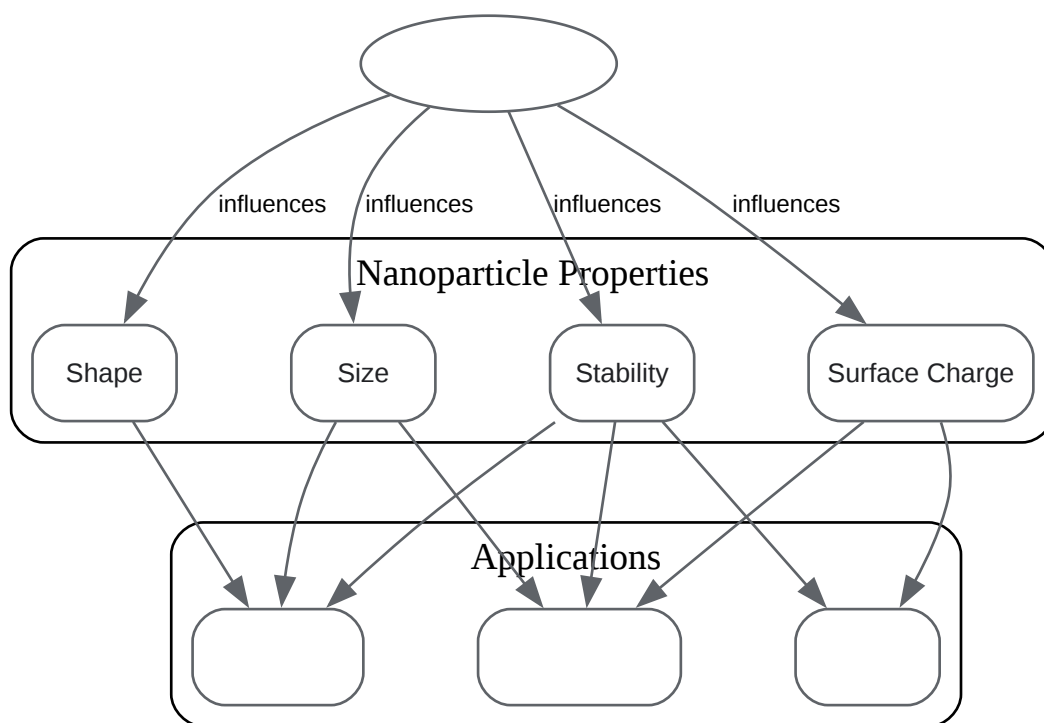 influences
influences
influences
influences
Nanoparticle Properties
Shape
Size
Stability
Surface Charge
Applications